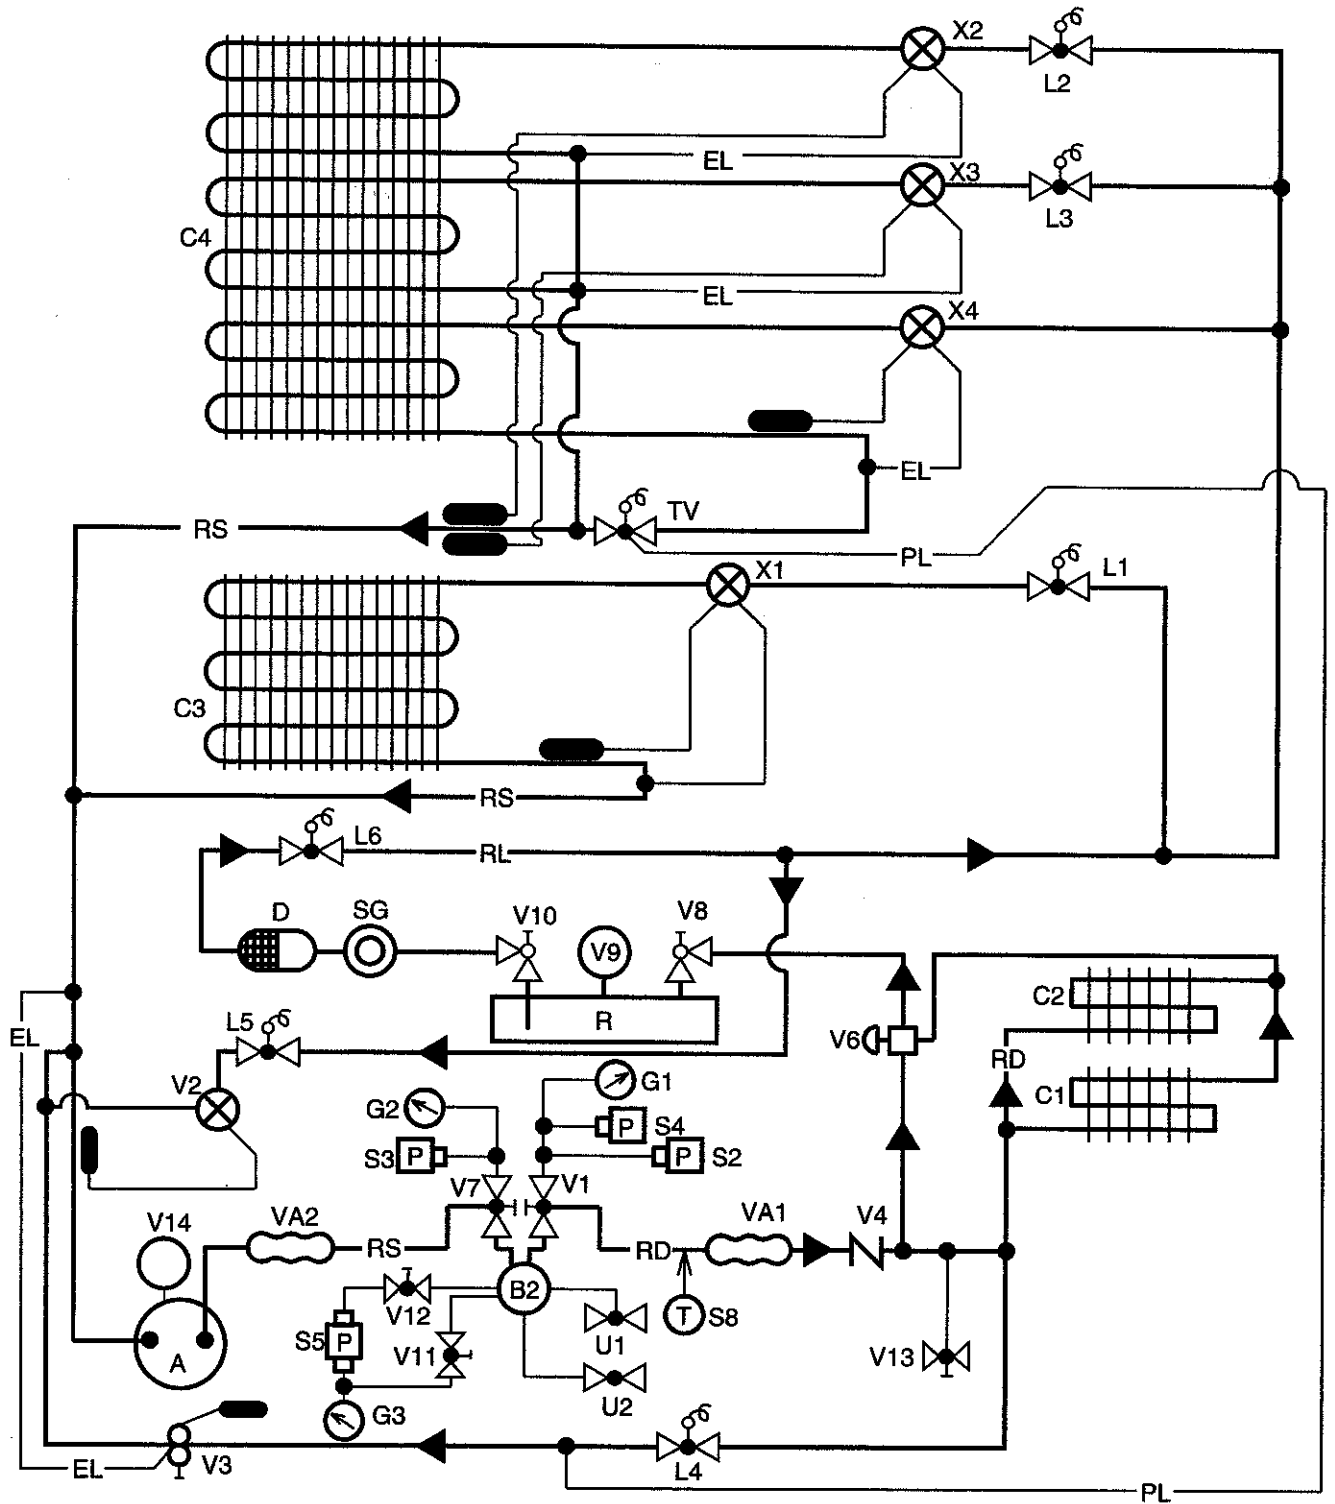 X2
L2
EL
X3
L3
C4
EL
X4
EL
TV
RS
PL
X1
L1
C3
RS
L6
RL
D
SG
V10
V8
V9
R
C2
EL
L5
V6
RD
V2
G1
C1
G2
S4
P
S3
P
P
S2
V7
V1
V14
VA2
VA1
V4
RS
RD
B2
V12
S5
P
U1
T
S8
A
V11
V13
U2
G3
V3
EL
L4
PL